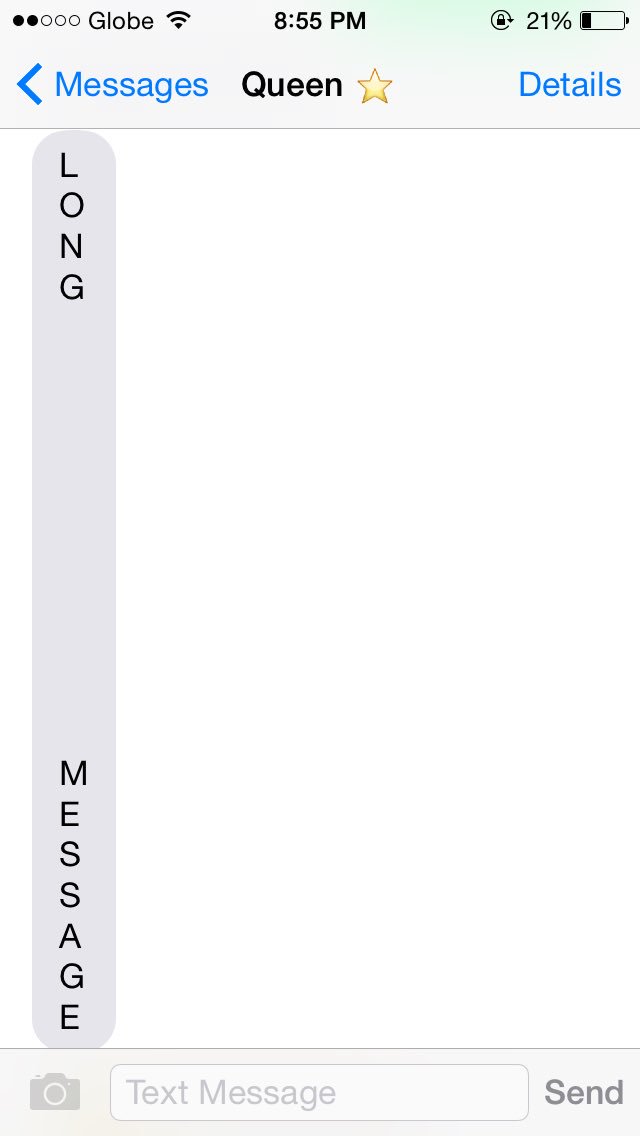 Globe 8:55 PM 21%
Messages Queen ⭐ Details
L
O
N
G
M
E
S
S
A
G
E
Text Message Send